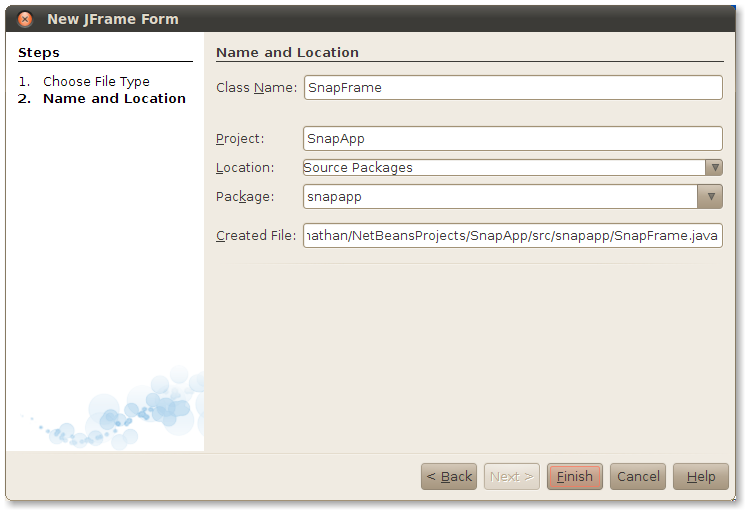 New JFrame Form
Steps
1. Choose File Type
2. Name and Location
Name and Location
Class Name: SnapFrame
Project: SnapApp
Location: Source Packages
Package: snapapp
Created File: nathan/NetBeansProjects/SnapApp/src/snapapp/SnapFrame.java
< Back Next > Finish Cancel Help